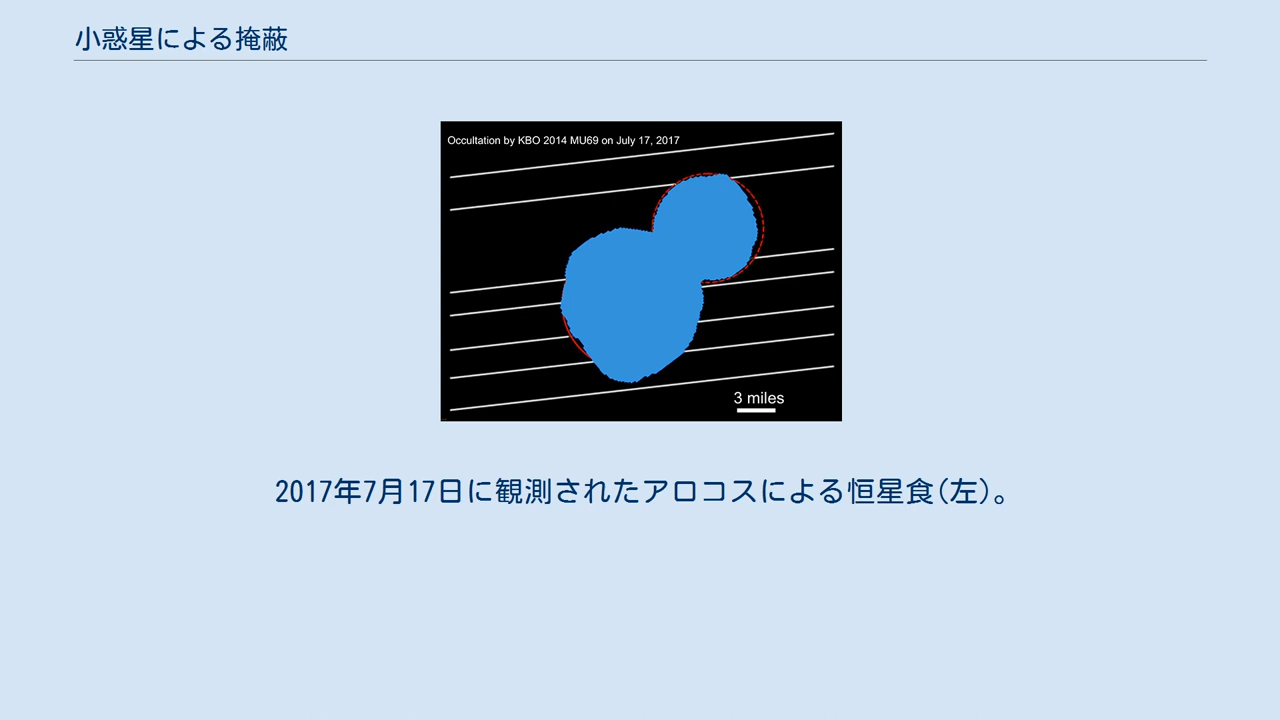 小惑星による掩蔽
Occultation by KBO 2014 MU69 on July 17, 2017
3 miles
2017年7月17日に観測されたアロコスによる恒星食(左)。